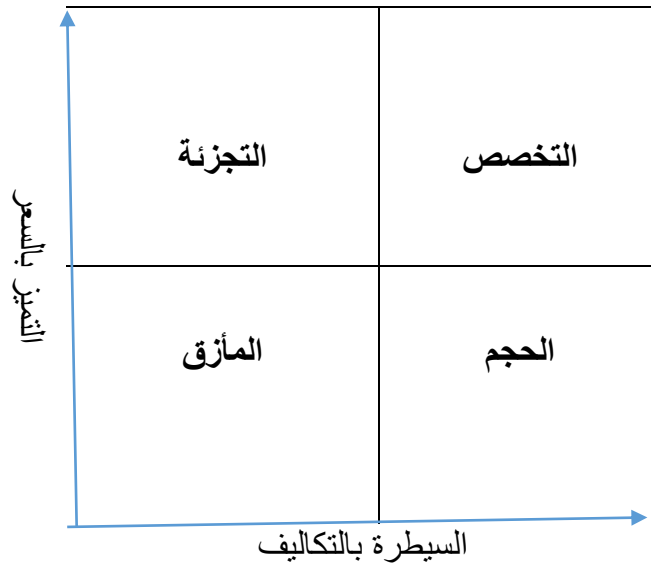 التخصص
التجزئة
التميز بالسعر
الحجم
المأزق
السيطرة بالتكاليف